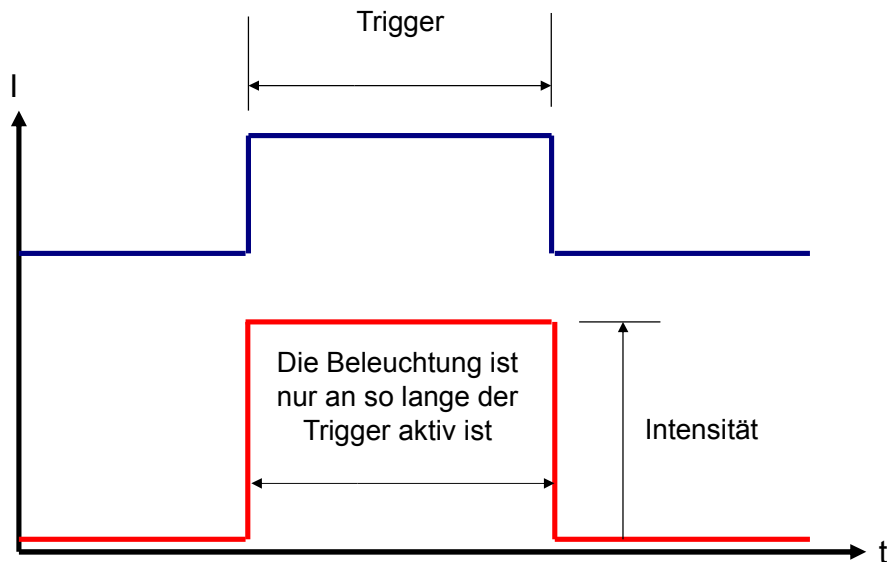 Trigger
I
Die Beleuchtung ist
nur an so lange der
Trigger aktiv ist
Intensität
t